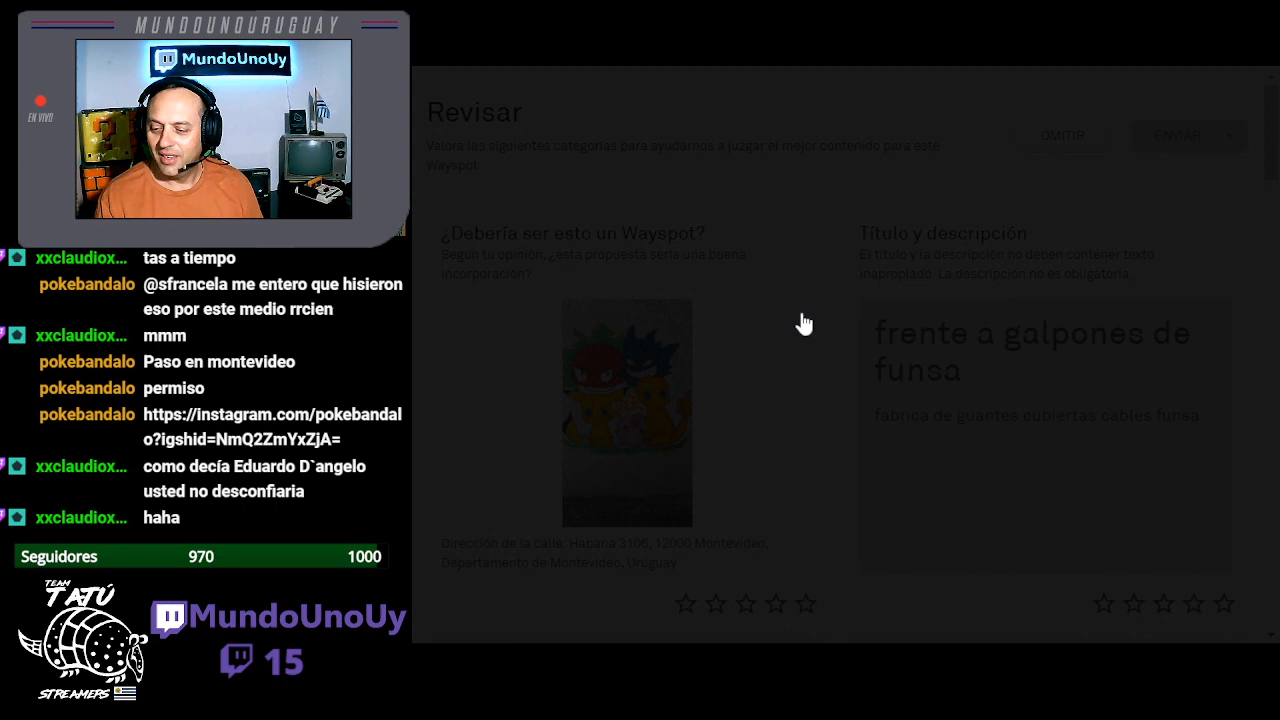 MUNDOUNOURUGUAY
MundoUnoUy
EN VIVO
xxclaudiox... tas a tiempo
pokebandalo @sfrancela me entero que hisieron
eso por este medio rrcien
xxclaudiox... mmm
pokebandalo Paso en montevideo
pokebandalo permiso
pokebandalo https://instagram.com/pokebandal
o?igshid=NmQ2ZmYxZjA=
xxclaudiox... como decía Eduardo D`angelo
usted no desconfiaria
xxclaudiox... haha
Seguidores 970 1000
TEAM
TATÚ
STREAMERS
MundoUnoUy
15
Revisar
Valora las siguientes categorías para ayudarnos a juzgar el mejor contenido para este
Wayspot.
OMITIR
ENVIAR
¿Debería ser esto un Wayspot?
Según tu opinión, ¿esta propuesta sería una buena
incorporación?
Dirección de la calle: Habana 3106, 12000 Montevideo,
Departamento de Montevideo, Uruguay
Título y descripción
El título y la descripción no deben contener texto
inapropiado. La descripción no es obligatoria.
frente a galpones de
funsa
fabrica de guantes cubiertas cables funsa